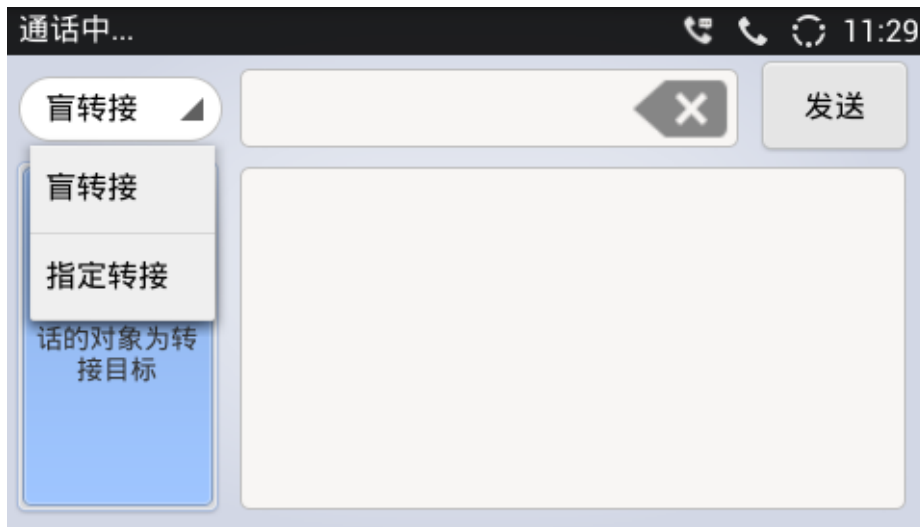 通话中...
11:29
盲转接
发送
盲转接
指定转接
话的对象为转
接目标